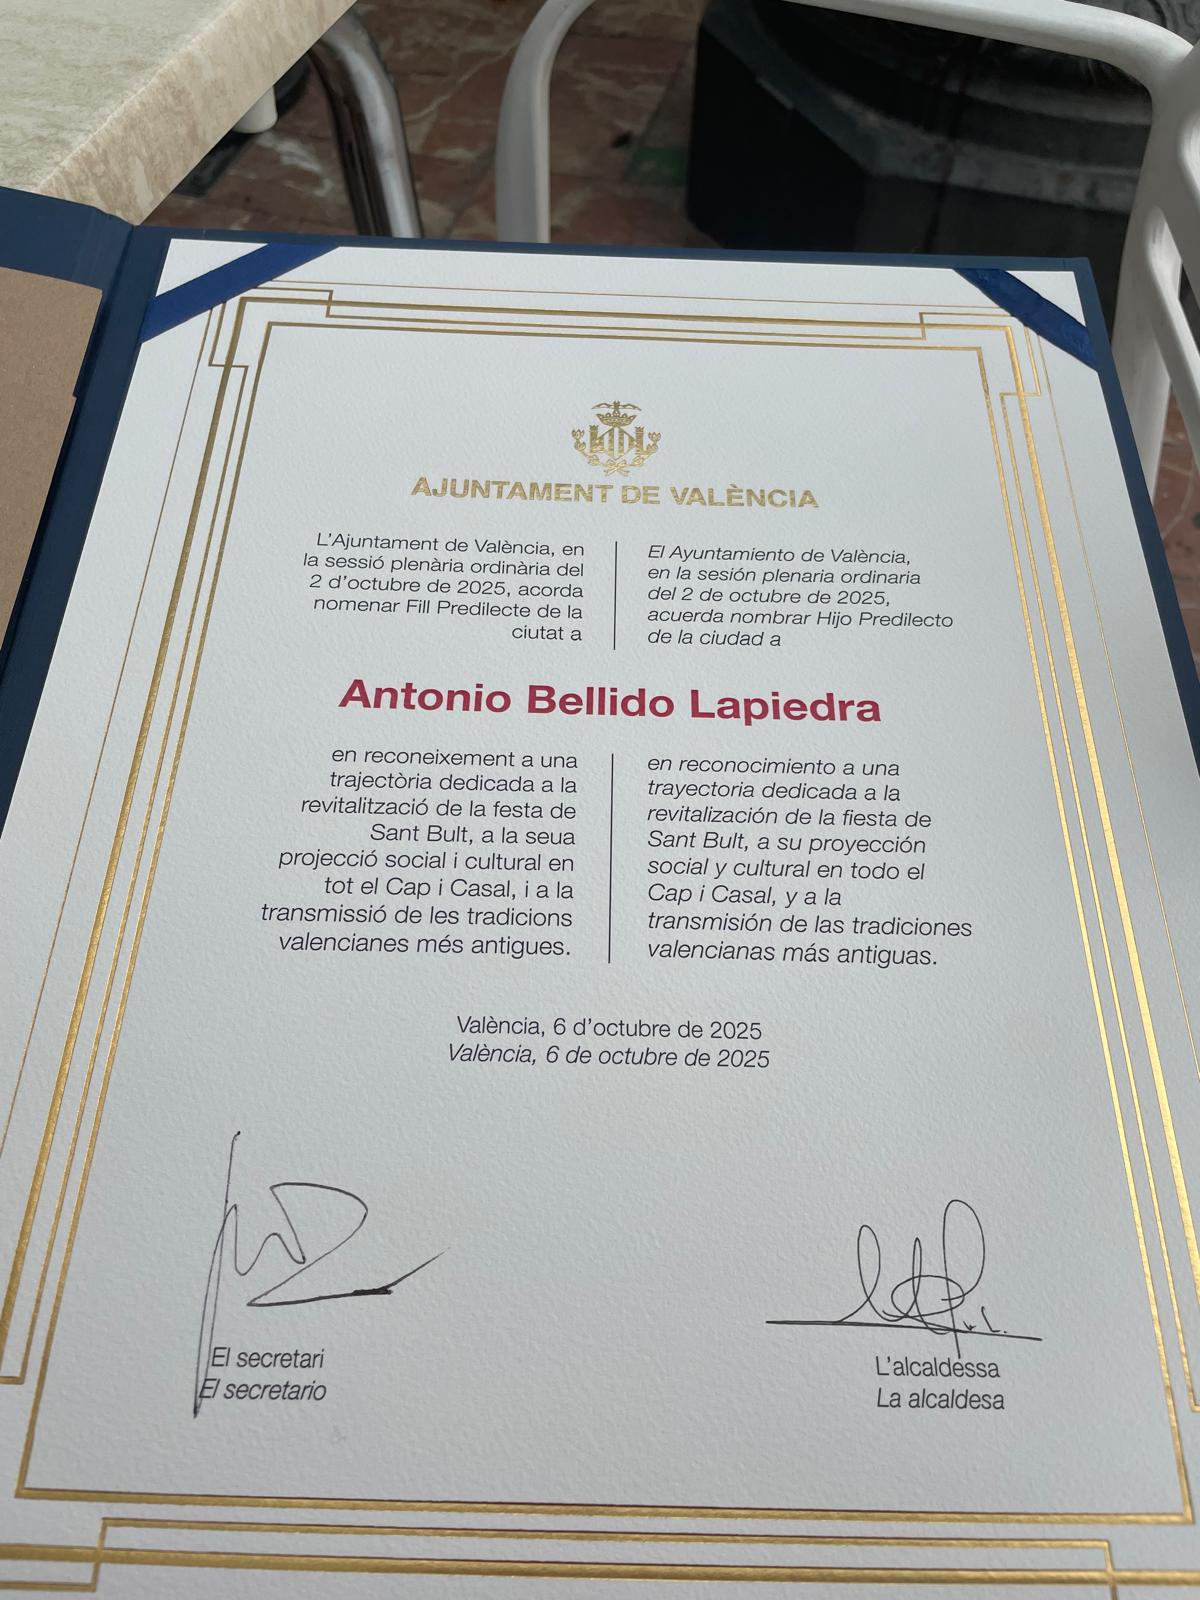 AJUNTAMENT DE VALÈNCIA
L'Ajuntament de València, en
la sessió plenària ordinària del
2 d'octubre de 2025, acorda
nomenar Fill Predilecte de la
ciutat a
El Ayuntamiento de València,
en la sesión plenaria ordinaria
del 2 de octubre de 2025,
acuerda nombrar Hijo Predilecto
de la ciudad a
Antonio Bellido Lapiedra
en reconeixement a una
trajectòria dedicada a la
revitalització de la festa de
Sant Bult, a la seua
projecció social i cultural en
tot el Cap i Casal, i a la
transmissió de les tradicions
valencianes més antigues.
en reconocimiento a una
trayectoria dedicada a la
revitalización de la fiesta de
Sant Bult, a su proyección
social y cultural en todo el
Cap i Casal, y a la
transmisión de las tradiciones
valencianas más antiguas.
València, 6 d'octubre de 2025
València, 6 de octubre de 2025
El secretari
El secretario
L'alcaldessa
La alcaldesa